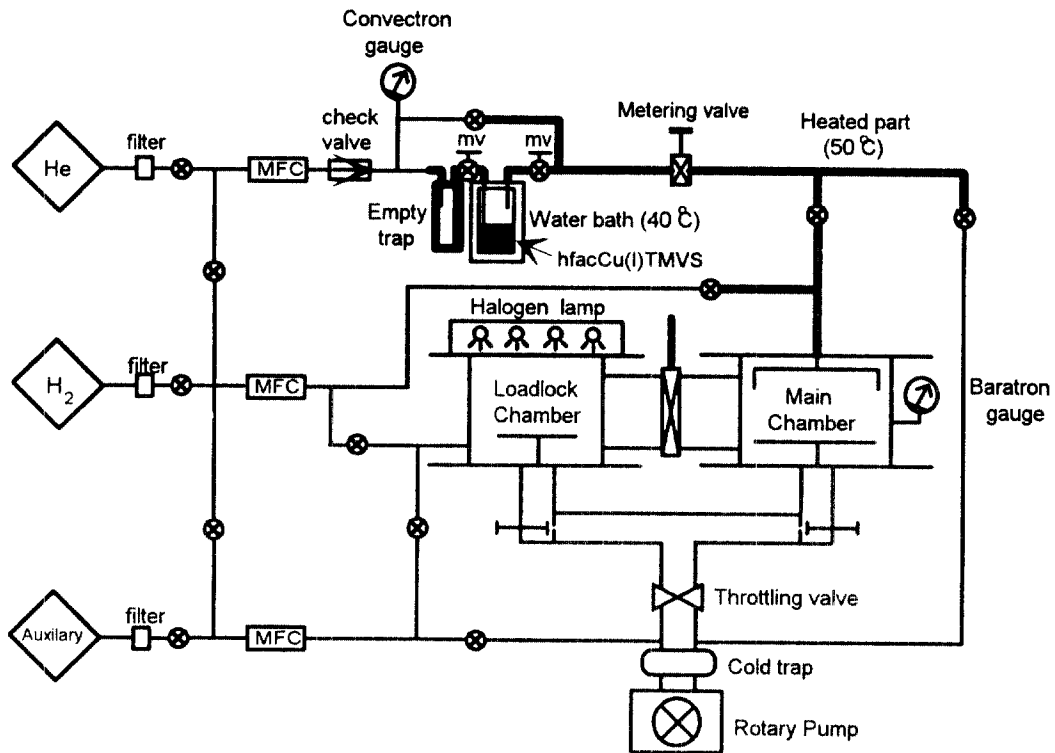 Convectron
gauge
Metering valve
Heated part
(50°C)
filter
check
valve
mv
mv
He
MFC
Empty
trap
Water bath (40°C)
hfacCu(I)TMVS
Halogen lamp
filter
H2
MFC
Loadlock
Chamber
Main
Chamber
Baratron
gauge
filter
Auxilary
MFC
Throttling valve
Cold trap
Rotary Pump